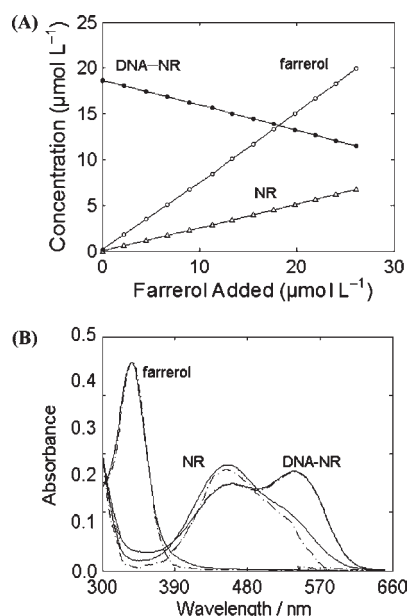 (A)
Concentration (μmol L⁻¹)
25
20
15
10
5
0
DNA–NR
farrerol
NR
0 10 20 30
Farrerol Added (μmol L⁻¹)
(B)
Absorbance
0.5
0.4
0.3
0.2
0.1
0.0
farrerol
NR
DNA-NR
300 390 480 570 660
Wavelength / nm